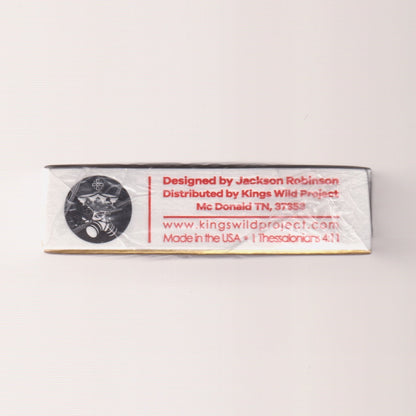 Designed by Jackson Robinson
Distributed by Kings Wild Project
Mc Donald TN, 37353
www.kingswildproject.com
Made in the USA • 1 Thessalonians 4:11